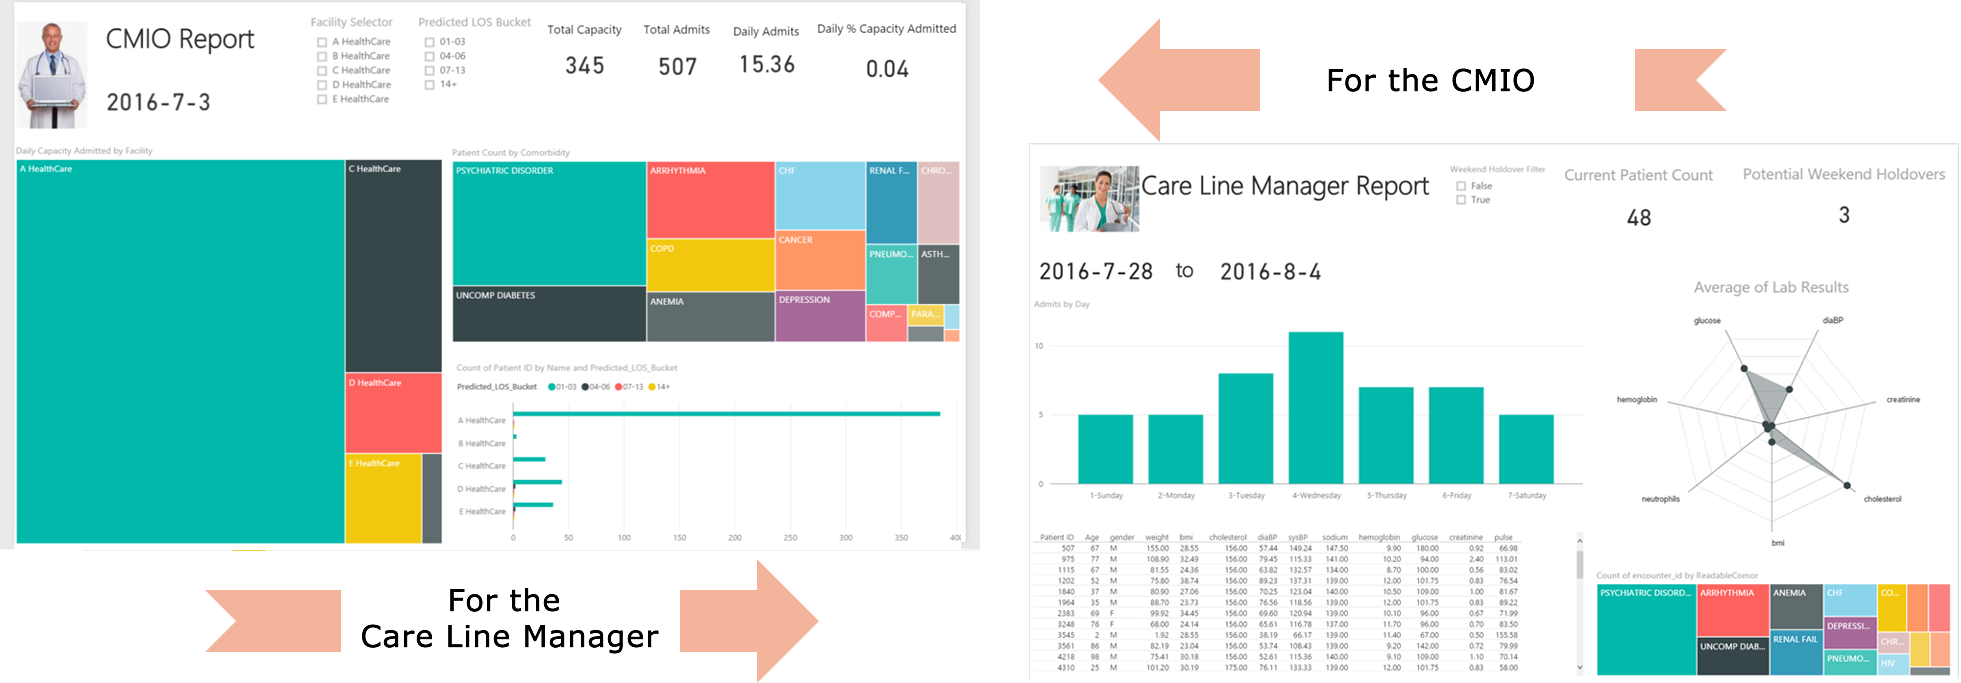 CMIO Report
2016-7-3
Facility Selector
A HealthCare
B HealthCare
C HealthCare
D HealthCare
E HealthCare
Predicted LOS Bucket
01-03
04-06
07-13
14+
Total Capacity
345
Total Admits
507
Daily Admits
15.36
Daily % Capacity Admitted
0.04
Daily Capacity Admitted by Facility
A HealthCare
C HealthCare
D HealthCare
E HealthCare
Patient Count by Comorbidity
PSYCHIATRIC DISORDER
UNCOMP DIABETES
ARRHYTHMIA
COPD
ANEMIA
CHF
CANCER
DEPRESSION
RENAL F...
CHRO...
PNEUMO...
ASTH...
COMP...
PARA...
Count of Patient ID by Name and Predicted_LOS_Bucket
Predicted_LOS_Bucket 01-03 04-06 07-13 14+
A HealthCare
B HealthCare
C HealthCare
D HealthCare
E HealthCare
0 50 100 150 200 250 300 350 400
For the
Care Line Manager
For the CMIO
Care Line Manager Report
Weekend Holdover Filter
False
True
Current Patient Count
48
Potential Weekend Holdovers
3
2016-7-28 to 2016-8-4
Admits by Day
10
5
0
1-Sunday 2-Monday 3-Tuesday 4-Wednesday 5-Thursday 6-Friday 7-Saturday
Average of Lab Results
glucose
diaBP
hemoglobin
creatinine
neutrophils
cholesterol
bmi
Patient ID Age gender weight bmi cholesterol diaBP sysBP sodium hemoglobin glucose creatinine pulse
507 67 M 155.00 28.55 156.00 57.44 149.24 147.50 9.90 180.00 0.92 66.98
975 77 M 108.90 32.49 156.00 79.45 115.33 141.00 10.20 94.00 2.40 113.01
1115 67 M 81.55 24.36 156.00 63.82 132.57 134.00 8.70 100.00 0.56 83.02
1202 52 M 75.80 38.74 156.00 89.23 137.31 139.00 12.00 101.75 0.83 76.54
1840 37 M 80.90 27.06 156.00 70.25 123.04 140.00 10.50 109.00 1.00 81.67
1964 35 M 88.70 23.73 156.00 76.56 118.56 139.00 12.00 101.75 0.83 89.22
2383 69 F 99.92 34.45 156.00 69.60 120.94 139.00 10.10 96.00 0.67 71.99
3248 76 F 68.00 24.14 156.00 65.61 116.78 137.00 11.70 96.00 0.70 83.50
3545 2 M 1.92 28.55 156.00 38.19 66.17 139.00 11.40 67.00 0.50 155.58
3561 86 M 82.19 23.04 156.00 53.74 108.43 139.00 9.20 142.00 0.72 79.99
4218 98 M 75.41 30.18 156.00 52.61 115.36 140.00 9.10 109.00 1.10 70.14
4310 25 M 101.20 30.19 175.00 76.11 133.33 139.00 12.00 101.75 0.83 58.00
Count of encounter_id by ReadableComor
PSYCHIATRIC DISORD...
ARRHYTHMIA
UNCOMP DIAB...
ANEMIA
RENAL FAIL
CHF
DEPRESSI...
PNEUMO...
CO...
CHR...
HIV